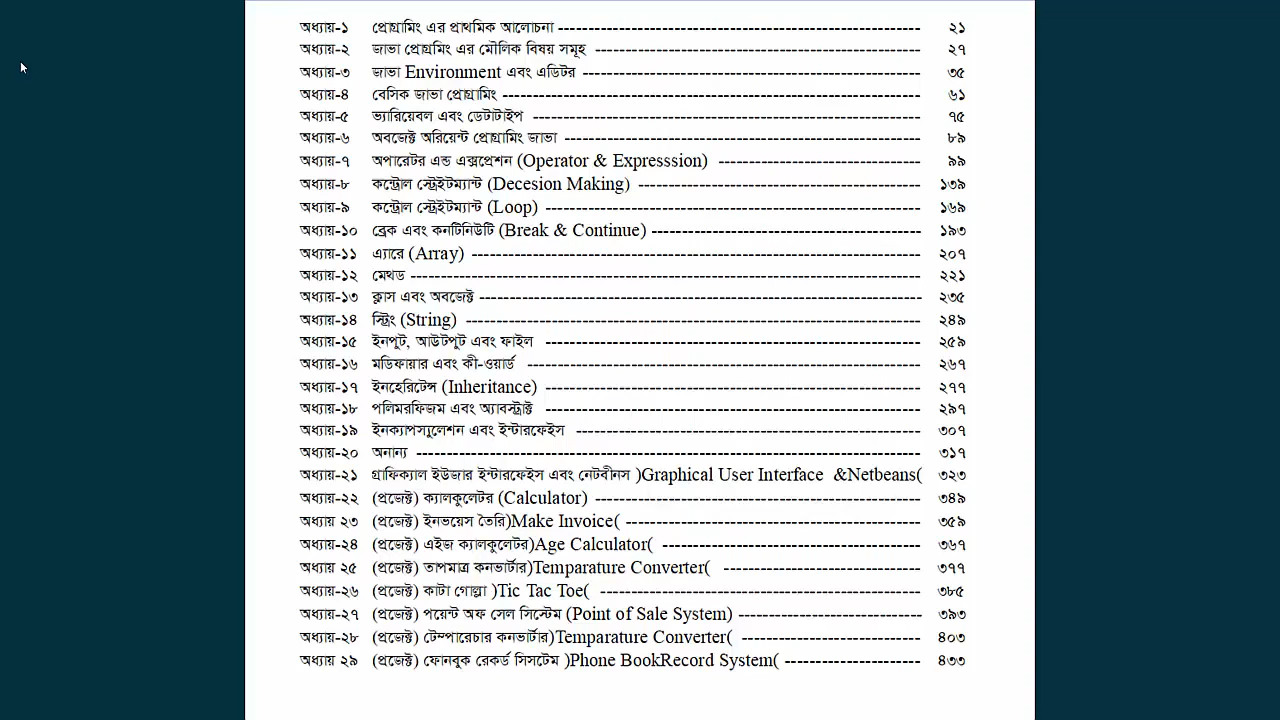 অধ্যায়-১ প্রোগ্রামিং এর প্রাথমিক আলোচনা ------------------------------------------------------------- ২১
অধ্যায়-২ জাভা প্রোগ্রমিং এর মৌলিক বিষয় সমূহ ------------------------------------------------------ ২৭
অধ্যায়-৩ জাভা Environment এবং এডিটর -------------------------------------------------------- ৩৫
অধ্যায়-৪ বেসিক জাভা প্রোগ্রামিং ---------------------------------------------------------------------- ৬১
অধ্যায়-৫ ভ্যারিয়েবল এবং ডেটাটাইপ ----------------------------------------------------------------- ৭৫
অধ্যায়-৬ অবজেক্ট অরিয়েন্ট প্রোগ্রামিং জাভা ----------------------------------------------------------- ৮৯
অধ্যায়-৭ অপারেটর এন্ড এক্সপ্রেশন (Operator & Expresssion) ---------------------------------- ৯৯
অধ্যায়-৮ কন্ট্রোল স্ট্রেইটম্যান্ট (Decesion Making) ----------------------------------------------- ১৩৯
অধ্যায়-৯ কন্ট্রোল স্ট্রেইটম্যান্ট (Loop) --------------------------------------------------------------- ১৬৯
অধ্যায়-১০ ব্রেক এবং কনটিনিউটি (Break & Continue) --------------------------------------------- ১৯৩
অধ্যায়-১১ এ্যারে (Array) --------------------------------------------------------------------------- ২০৭
অধ্যায়-১২ মেথড ------------------------------------------------------------------------------------- ২২১
অধ্যায়-১৩ ক্লাস এবং অবজেক্ট -------------------------------------------------------------------------- ২৩৫
অধ্যায়-১৪ স্ট্রিং (String) ---------------------------------------------------------------------------- ২৪৯
অধ্যায়-১৫ ইনপুট, আউটপুট এবং ফাইল --------------------------------------------------------------- ২৫৯
অধ্যায়-১৬ মডিফায়ার এবং কী-ওয়ার্ড ------------------------------------------------------------------ ২৬৭
অধ্যায়-১৭ ইনহেরিটেন্স (Inheritance) --------------------------------------------------------------- ২৭৭
অধ্যায়-১৮ পলিমরফিজম এবং অ্যাবস্ট্রাক্ট --------------------------------------------------------------- ২৯৭
অধ্যায়-১৯ ইনক্যাপস্যুলেশন এবং ইন্টারফেইস ---------------------------------------------------------- ৩০৭
অধ্যায়-২০ অনান্য ------------------------------------------------------------------------------------ ৩১৭
অধ্যায়-২১ গ্রাফিক্যাল ইউজার ইন্টারফেইস এবং নেটবীনস )Graphical User Interface &Netbeans( ৩২৩
অধ্যায়-২২ (প্রজেক্ট) ক্যালকুলেটর (Calculator) ------------------------------------------------------ ৩৪৯
অধ্যায় ২৩ (প্রজেক্ট) ইনভয়েস তৈরি)Make Invoice( ------------------------------------------------- ৩৫৯
অধ্যায়-২৪ (প্রজেক্ট) এইজ ক্যালকুলেটর)Age Calculator( ------------------------------------------- ৩৬৭
অধ্যায় ২৫ (প্রজেক্ট) তাপমাত্র কনভার্টার)Temparature Converter( --------------------------------- ৩৭৭
অধ্যায়-২৬ (প্রজেক্ট) কাটা গোল্লা )Tic Tac Toe( ----------------------------------------------------- ৩৮৫
অধ্যায়-২৭ (প্রজেক্ট) পয়েন্ট অফ সেল সিস্টেম (Point of Sale System) ------------------------------ ৩৯৩
অধ্যায়-২৮ (প্রজেক্ট) টেম্পারেচার কনভার্টার)Temparature Converter( ------------------------------ ৪০৩
অধ্যায় ২৯ (প্রজেক্ট) ফোনবুক রেকর্ড সিসটেম )Phone BookRecord System( ----------------------- ৪৩৩